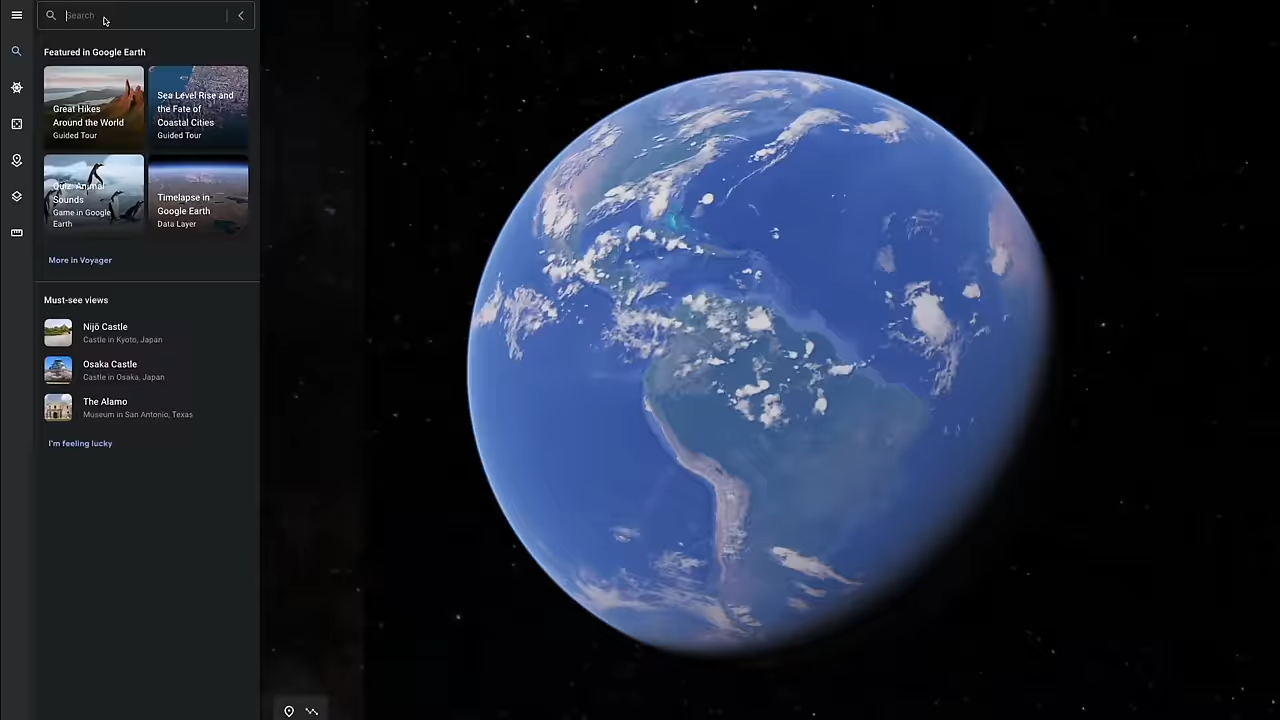 Search
Featured in Google Earth
Great Hikes
Around the World
Guided Tour
Sea Level Rise and
the Fate of
Coastal Cities
Guided Tour
Quiz: Animal
Sounds
Game in Google
Earth
Timelapse in
Google Earth
Data Layer
More in Voyager
Must-see views
Nijō Castle
Castle in Kyoto, Japan
Osaka Castle
Castle in Osaka, Japan
The Alamo
Museum in San Antonio, Texas
I'm feeling lucky